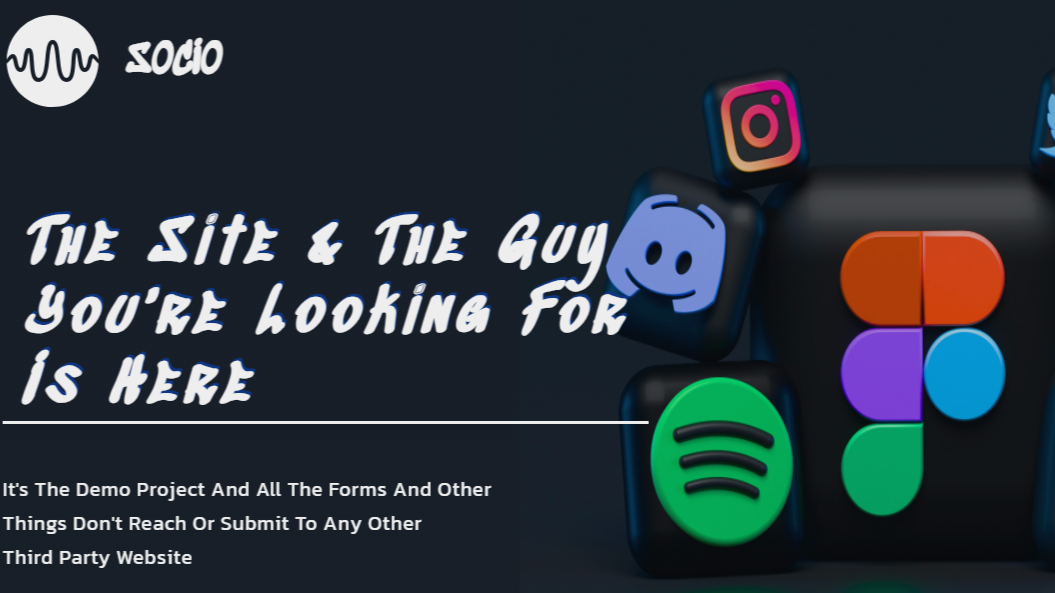 Socio
The Site & The Guy
You're Looking For
is Here
It's The Demo Project And All The Forms And Other
Things Don't Reach Or Submit To Any Other
Third Party Website